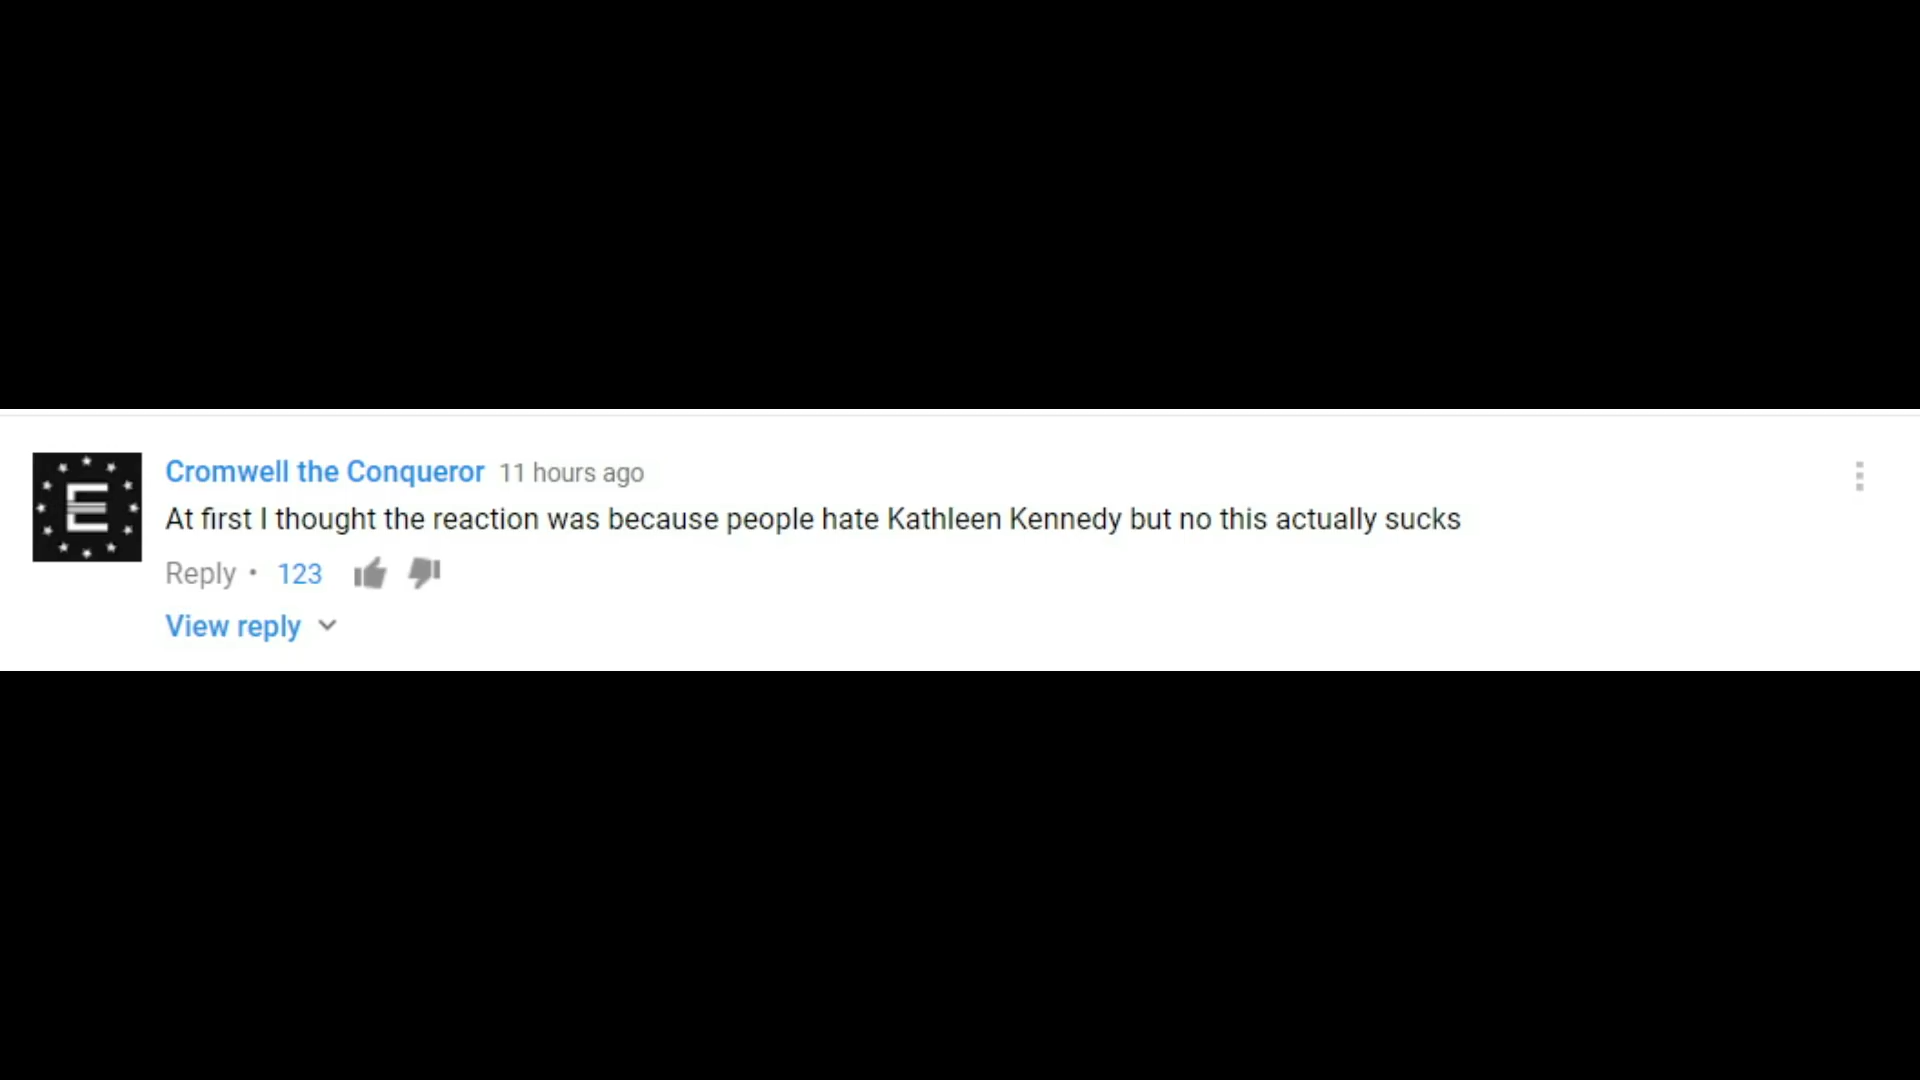 E
Cromwell the Conqueror 11 hours ago
At first I thought the reaction was because people hate Kathleen Kennedy but no this actually sucks
Reply • 123
View reply